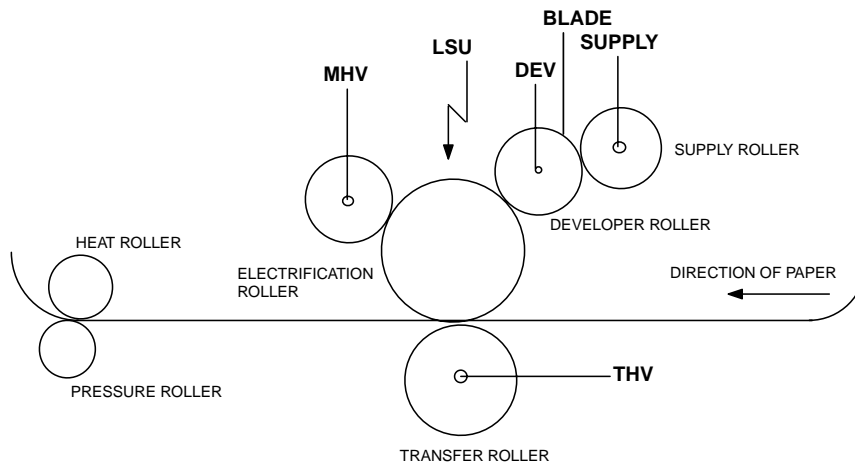 BLADE
LSU
SUPPLY
DEV
MHV
SUPPLY ROLLER
DEVELOPER ROLLER
HEAT ROLLER
ELECTRIFICATION
ROLLER
DIRECTION OF PAPER
THV
PRESSURE ROLLER
TRANSFER ROLLER